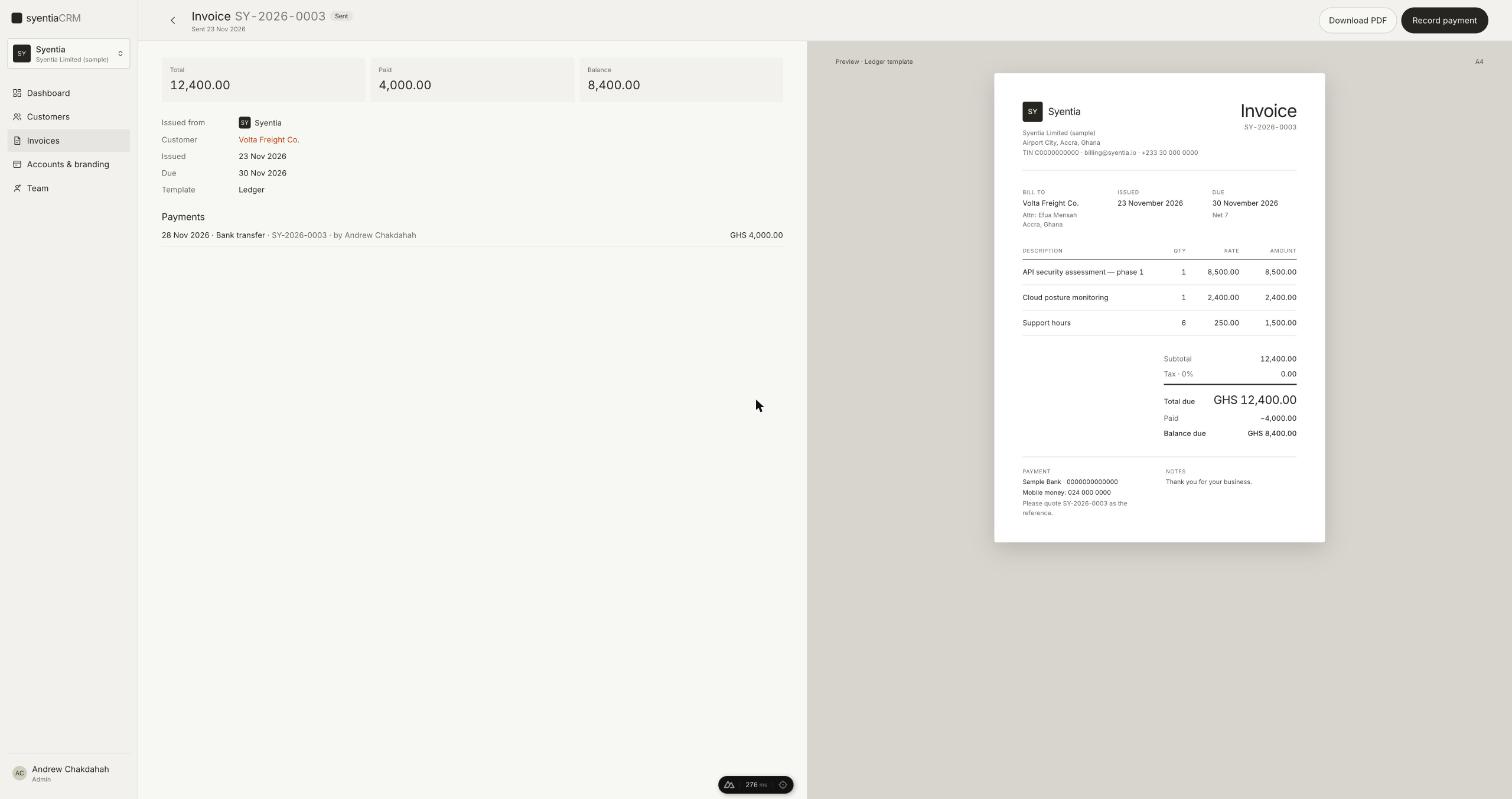 syentiaCRM
SY
Syentia
Syentia Limited (sample)
Dashboard
Customers
Invoices
Accounts & branding
Team
AC
Andrew Chakdahah
Admin
Invoice SY-2026-0003 Sent
Sent 23 Nov 2026
Download PDF
Record payment
Total
12,400.00
Paid
4,000.00
Balance
8,400.00
Issued from SY Syentia
Customer Volta Freight Co.
Issued 23 Nov 2026
Due 30 Nov 2026
Template Ledger
Payments
28 Nov 2026 · Bank transfer · SY-2026-0003 · by Andrew Chakdahah GHS 4,000.00
276 ms
Preview · Ledger template A4
SY Syentia
Invoice
SY-2026-0003
Syentia Limited (sample)
Airport City, Accra, Ghana
TIN C0000000000 · billing@syentia.io · +233 30 000 0000
BILL TO ISSUED DUE
Volta Freight Co. 23 November 2026 30 November 2026
Attn: Efua Mensah Net 7
Accra, Ghana
DESCRIPTION QTY RATE AMOUNT
API security assessment — phase 1 1 8,500.00 8,500.00
Cloud posture monitoring 1 2,400.00 2,400.00
Support hours 6 250.00 1,500.00
Subtotal 12,400.00
Tax · 0% 0.00
Total due GHS 12,400.00
Paid −4,000.00
Balance due GHS 8,400.00
PAYMENT NOTES
Sample Bank · 0000000000000 Thank you for your business.
Mobile money: 024 000 0000
Please quote SY-2026-0003 as the
reference.